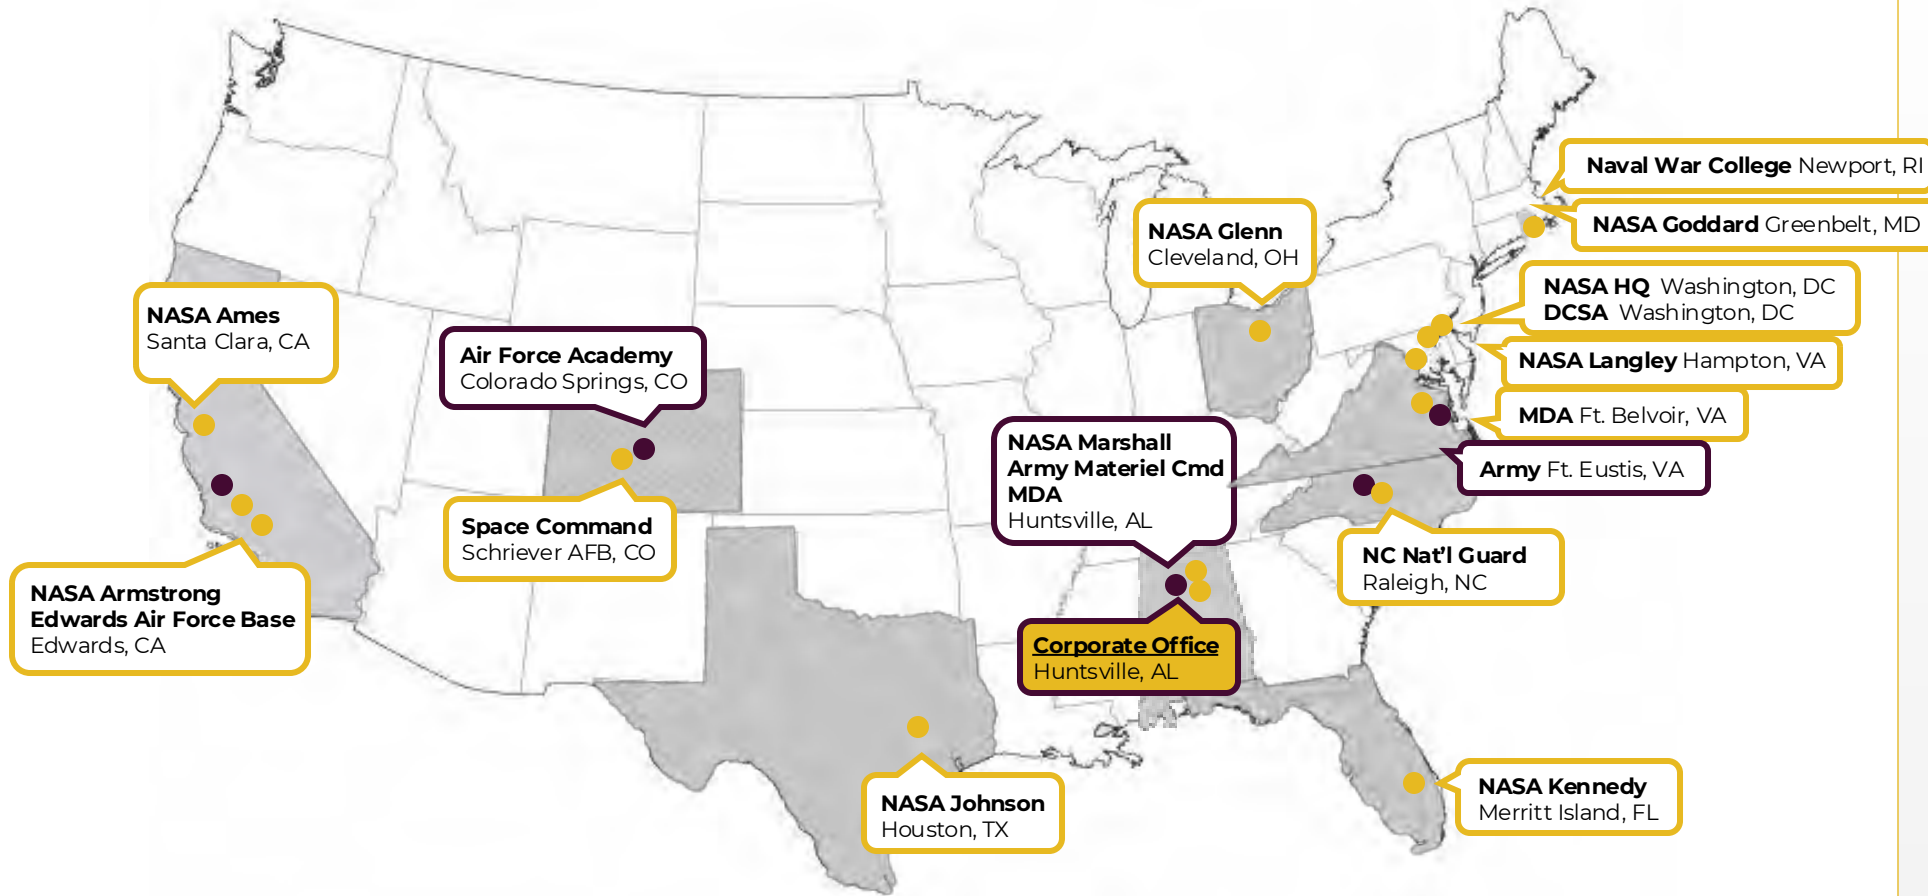 Naval War College Newport, RI
NASA Goddard Greenbelt, MD
NASA Glenn
Cleveland, OH
NASA HQ Washington, DC
DCSA Washington, DC
NASA Ames
Santa Clara, CA
Air Force Academy
Colorado Springs, CO
NASA Langley Hampton, VA
MDA Ft. Belvoir, VA
NASA Marshall
Army Materiel Cmd
MDA
Huntsville, AL
Army Ft. Eustis, VA
Space Command
Schriever AFB, CO
NC Nat'l Guard
Raleigh, NC
NASA Armstrong
Edwards Air Force Base
Edwards, CA
Corporate Office
Huntsville, AL
NASA Johnson
Houston, TX
NASA Kennedy
Merritt Island, FL